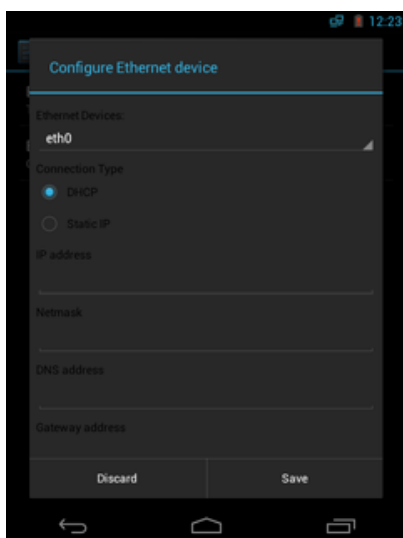 12:23
Configure Ethernet device
Ethernet Devices:
eth0
Connection Type
DHCP
Static IP
IP address
Netmask
DNS address
Gateway address
Discard
Save